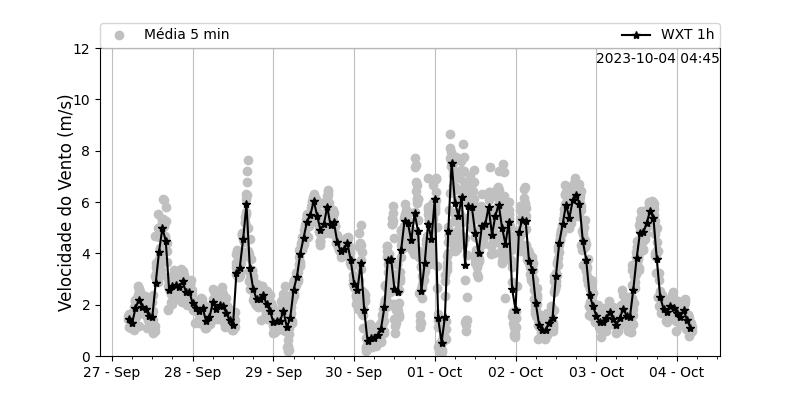 Média 5 min
WXT 1h
2023-10-04 04:45
Velocidade do Vento (m/s)
12
10
8
6
4
2
0
27 - Sep
28 - Sep
29 - Sep
30 - Sep
01 - Oct
02 - Oct
03 - Oct
04 - Oct